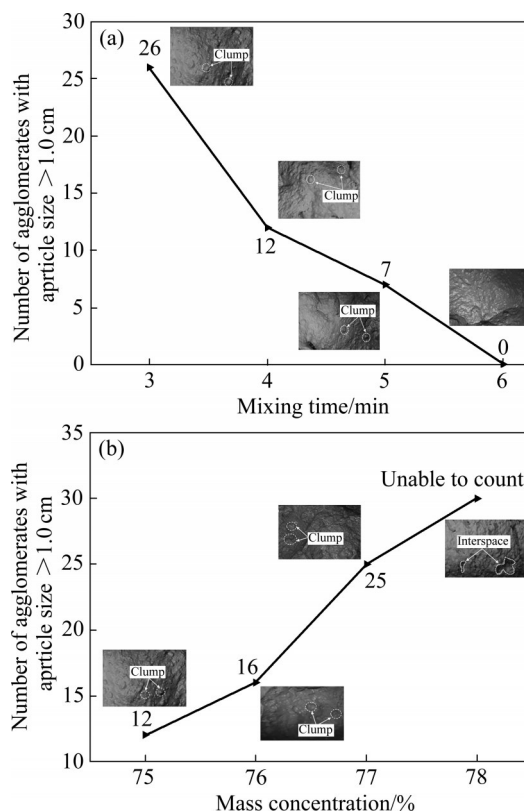 (a)
30
25
20
15
10
5
0
Number of agglomerates with
aprticle size > 1.0 cm
26
Clump
12
Clump
7
Clump
0
3 4 5 6
Mixing time/min
(b)
35
30
25
20
15
10
Number of agglomerates with
aprticle size > 1.0 cm
Unable to count
Clump
Interspace
25
16
Clump
12
Clump
75 76 77 78
Mass concentration/%